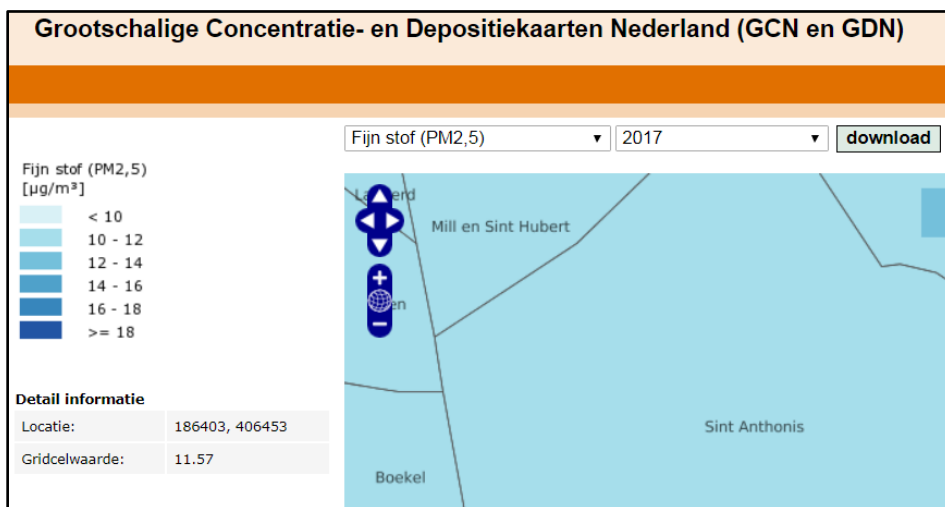 Grootschalige Concentratie- en Depositiekaarten Nederland (GCN en GDN)
Fijn stof (PM2,5) 2017 download
Fijn stof (PM2,5)
[µg/m³]
< 10
10 - 12
12 - 14
14 - 16
16 - 18
>= 18
Mill en Sint Hubert
Sint Anthonis
Boekel
Detail informatie
Locatie: 186403, 406453
Gridcelwaarde: 11.57